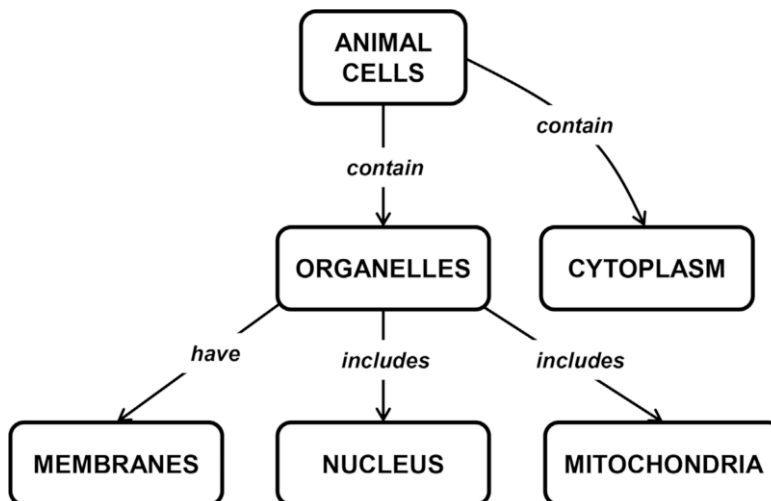 ANIMAL
CELLS
contain
contain
ORGANELLES
CYTOPLASM
have
includes
includes
MEMBRANES
NUCLEUS
MITOCHONDRIA